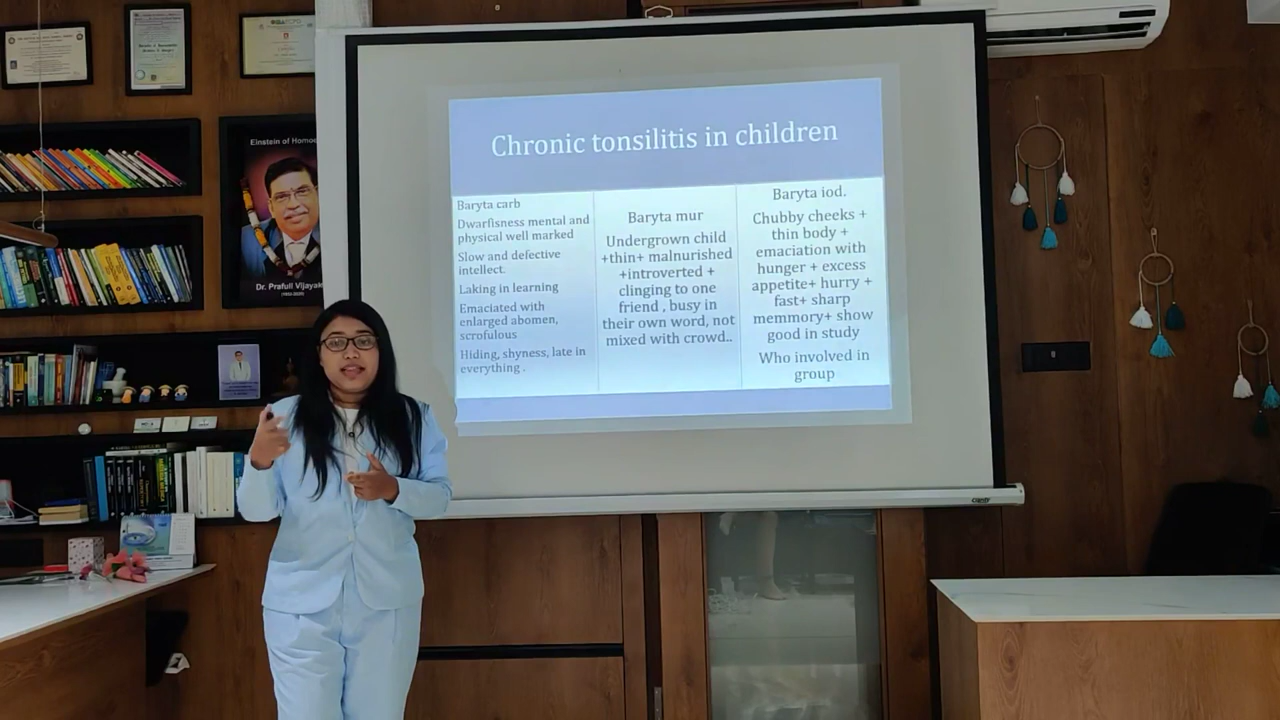 Einstein of Homoe
Dr. Prafull Vijayak
Chronic tonsilitis in children
Baryta carb
Dwarfisness mental and
physical well marked
Slow and defective
intellect.
Laking in learning
Emaciated with
enlarged abomen,
scrofulous
Hiding, shyness, late in
everything .
Baryta mur
Undergrown child
+thin+ malnurished
+introverted +
clinging to one
friend , busy in
their own word, not
mixed with crowd..
Baryta iod.
Chubby cheeks +
thin body +
emaciation with
hunger + excess
appetite+ hurry +
fast+ sharp
memmory+ show
good in study
Who involved in
group